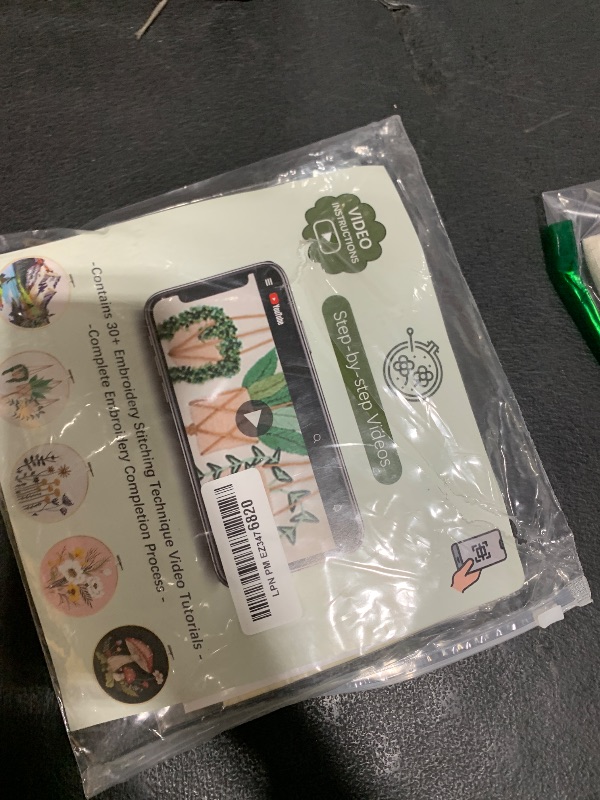 VIDEO
INSTRUCTIONS
Step-by-step Videos
YouTube
LPN PM EZ3476820
-Contains 30+ Embroidery Stitching Technique Video Tutorials -
-Complete Embroidery Completion Process -